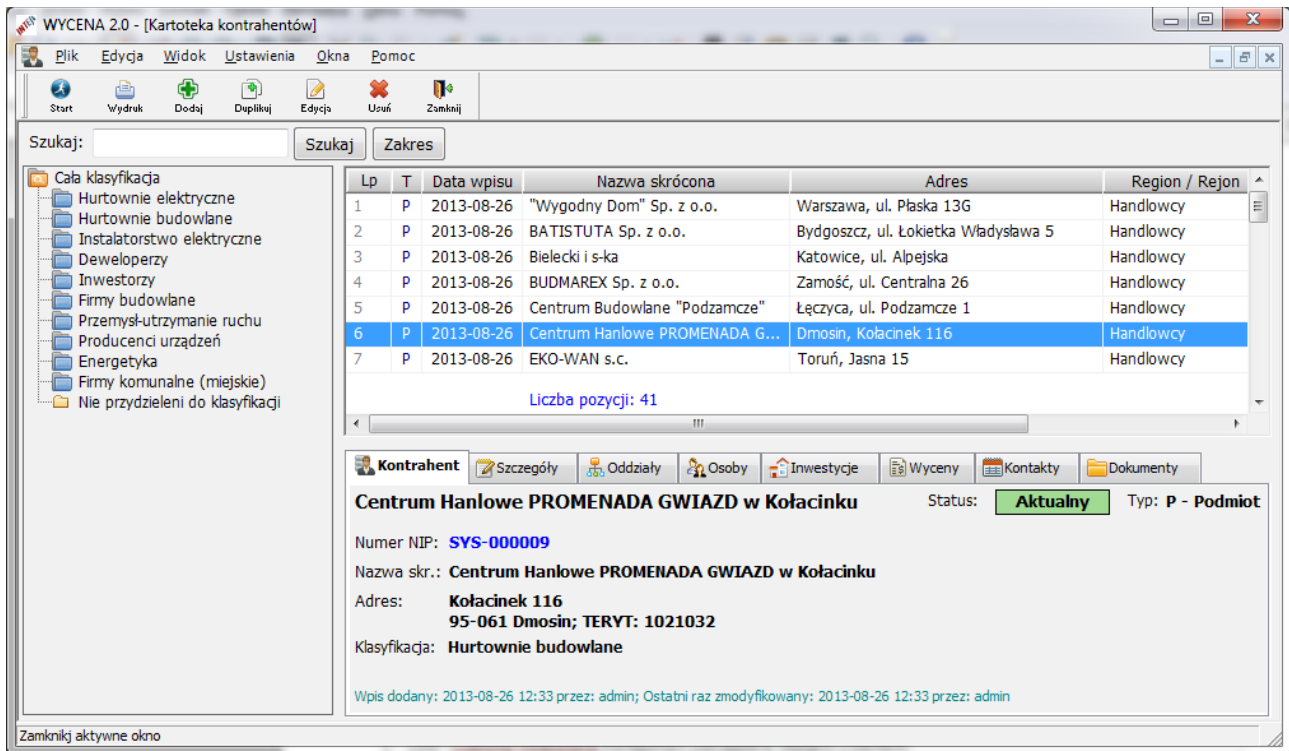 WYCENA 2.0 - [Kartoteka kontrahentów]
Plik Edycja Widok Ustawienia Okna Pomoc
Start Wydruk Dodaj Duplikuj Edycja Usuń Zamknij
Szukaj: Szukaj Zakres
Cała klasyfikacja
Hurtownie elektryczne
Hurtownie budowlane
Instalatorstwo elektryczne
Deweloperzy
Inwestorzy
Firmy budowlane
Przemysł-utrzymanie ruchu
Producenci urządzeń
Energetyka
Firmy komunalne (miejskie)
Nie przydzieleni do klasyfikacji
Lp T Data wpisu Nazwa skrócona Adres Region / Rejon
1 P 2013-08-26 "Wygodny Dom" Sp. z o.o. Warszawa, ul. Płaska 13G Handlowcy
2 P 2013-08-26 BATISTUTA Sp. z o.o. Bydgoszcz, ul. Łokietka Władysława 5 Handlowcy
3 P 2013-08-26 Bielecki i s-ka Katowice, ul. Alpejska Handlowcy
4 P 2013-08-26 BUDMAREX Sp. z o.o. Zamość, ul. Centralna 26 Handlowcy
5 P 2013-08-26 Centrum Budowlane "Podzamcze" Łęczyca, ul. Podzamcze 1 Handlowcy
6 P 2013-08-26 Centrum Hanlowe PROMENADA G... Dmosin, Kołacinek 116 Handlowcy
7 P 2013-08-26 EKO-WAN s.c. Toruń, Jasna 15 Handlowcy
Liczba pozycji: 41
Kontrahent Szczegóły Oddziały Osoby Inwestycje Wyceny Kontakty Dokumenty
Centrum Hanlowe PROMENADA GWIAZD w Kołacinku Status: Aktualny Typ: P - Podmiot
Numer NIP: SYS-000009
Nazwa skr.: Centrum Hanlowe PROMENADA GWIAZD w Kołacinku
Adres: Kołacinek 116
95-061 Dmosin; TERYT: 1021032
Klasyfikacja: Hurtownie budowlane
Wpis dodany: 2013-08-26 12:33 przez: admin; Ostatni raz zmodyfikowany: 2013-08-26 12:33 przez: admin
Zamknikj aktywne okno